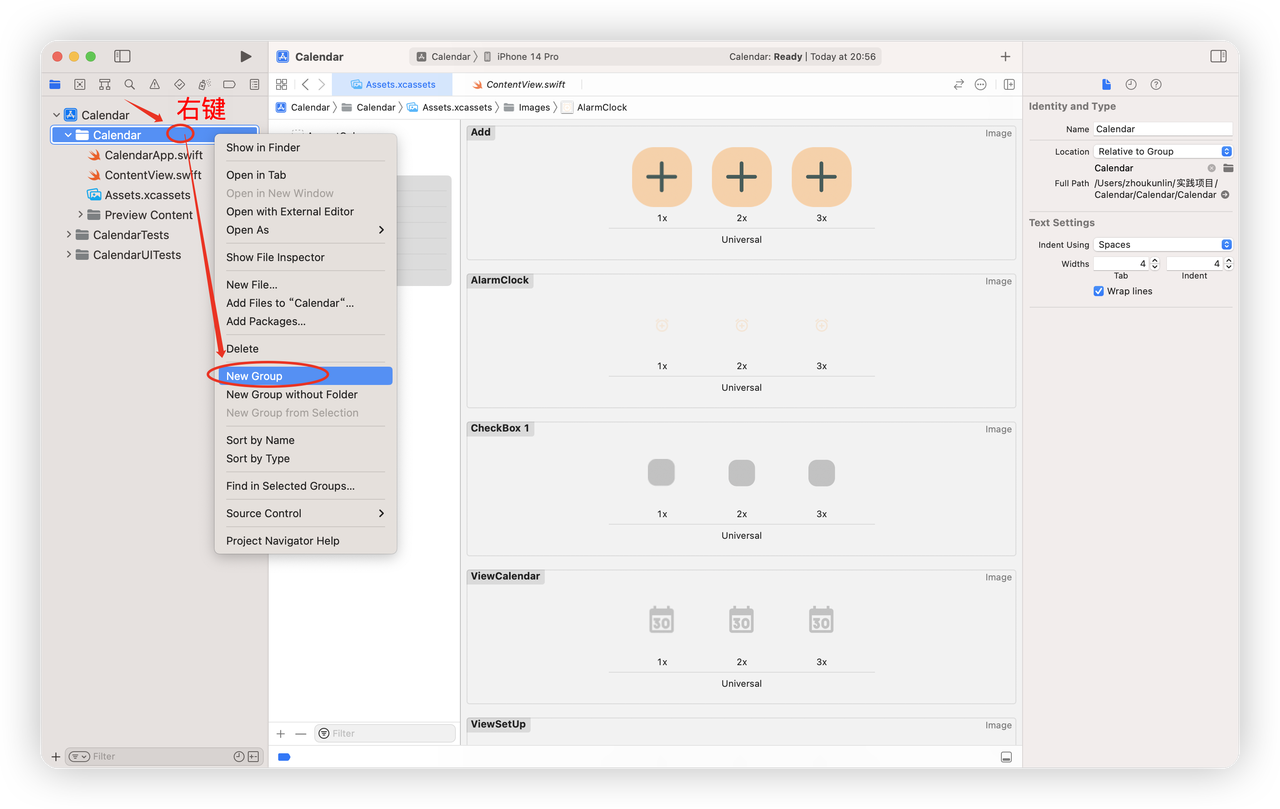 Calendar
Calendar
iPhone 14 Pro
Calendar: Ready | Today at 20:56
Assets.xcassets
ContentView.swift
Calendar
Calendar
Assets.xcassets
Images
AlarmClock
右键
Calendar
Calendar
CalendarApp.swift
ContentView.swift
Assets.xcassets
Preview Content
CalendarTests
CalendarUITests
Filter
Show in Finder
Open in Tab
Open in New Window
Open with External Editor
Open As
Show File Inspector
New File...
Add Files to “Calendar“...
Add Packages...
Delete
New Group
New Group without Folder
New Group from Selection
Sort by Name
Sort by Type
Find in Selected Groups...
Source Control
Project Navigator Help
Filter
Add
Image
1x
2x
3x
Universal
AlarmClock
Image
1x
2x
3x
Universal
CheckBox 1
Image
1x
2x
3x
Universal
ViewCalendar
Image
30
30
30
1x
2x
3x
Universal
ViewSetUp
Image
Identity and Type
Name
Calendar
Location
Relative to Group
Calendar
Full Path
/Users/zhoukunlin/实践项目/
Calendar/Calendar/Calendar
Text Settings
Indent Using
Spaces
Widths
4
4
Tab
Indent
Wrap lines